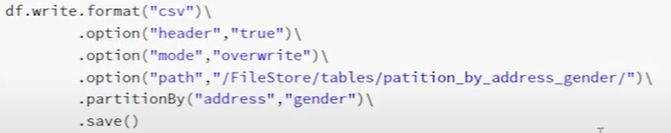 df.write.format("csv")\
.option("header","true")\
.option("mode","overwrite")\
.option("path","/FileStore/tables/patition_by_address_gender/")\
.partitionBy("address","gender")\
.save()